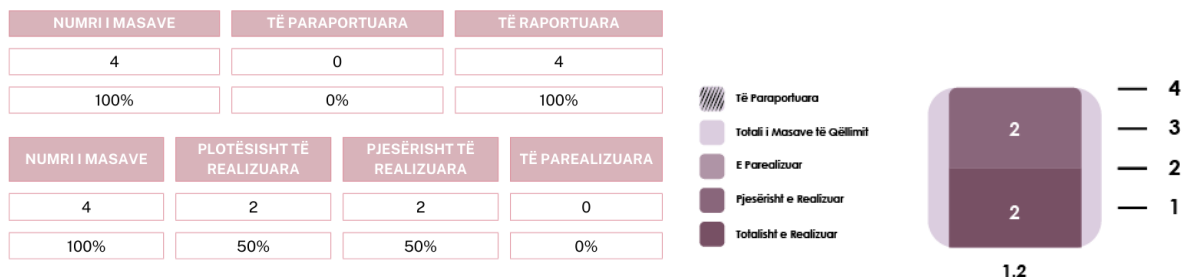 NUMRI I MASAVE TË PARAPORTUARA TË RAPORTUARA
4 0 4
100% 0% 100%
NUMRI I MASAVE PLOTËSISHT TË REALIZUARA PJESËRISHT TË REALIZUARA TË PAREALIZUARA
4 2 2 0
100% 50% 50% 0%
Të Paraportuara
Totali i Masave të Qëllimit
E Parealizuar
Pjesërisht e Realizuar
Totalisht e Realizuar
2
2
4
3
2
1
1.2